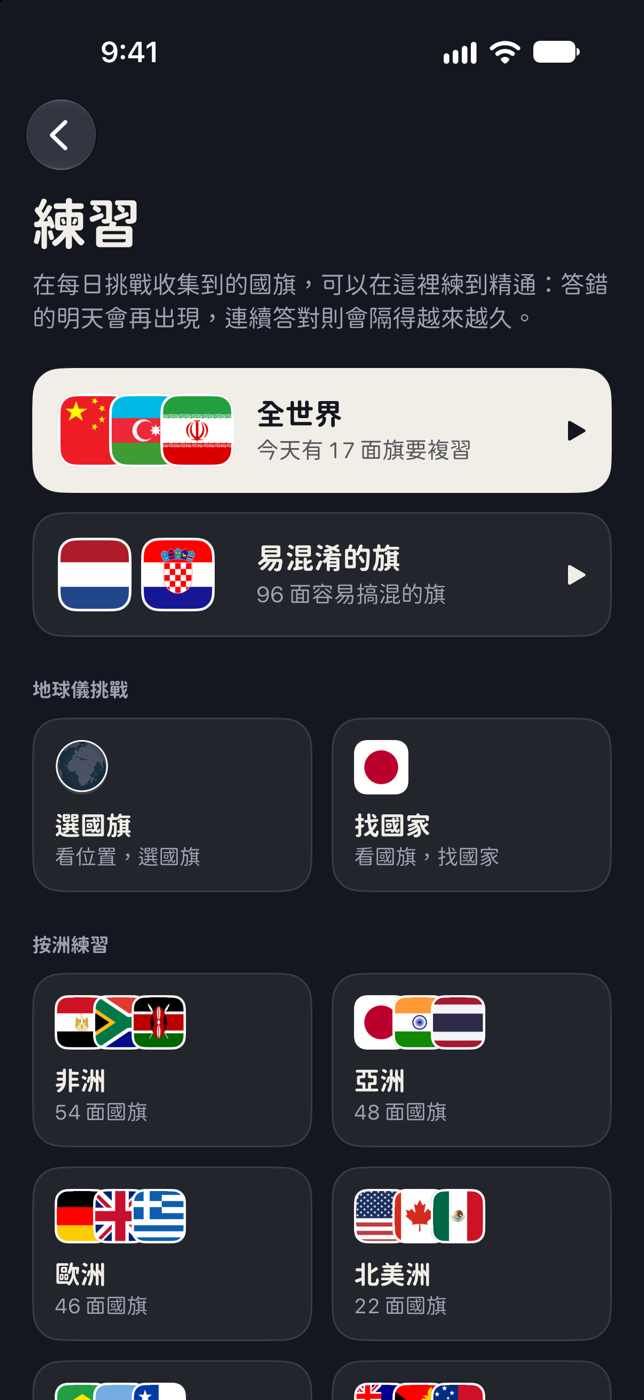 9:41
練習
在每日挑戰收集到的國旗，可以在這裡練到精通：答錯
的明天會再出現，連續答對則會隔得越來越久。
全世界
今天有 17 面旗要複習
易混淆的旗
96 面容易搞混的旗
地球儀挑戰
選國旗
看位置，選國旗
找國家
看國旗，找國家
按洲練習
非洲
54 面國旗
亞洲
48 面國旗
歐洲
46 面國旗
北美洲
22 面國旗